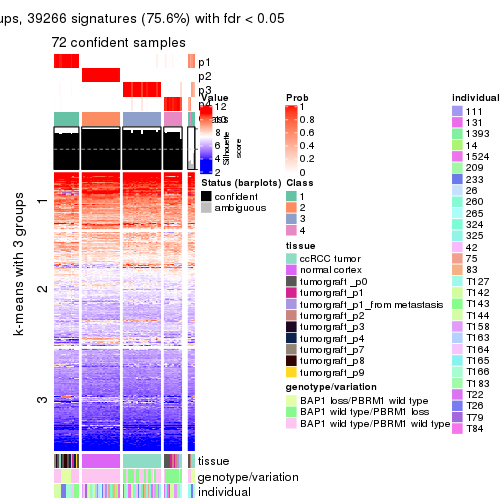 ups, 39266 signatures (75.6%) with fdr < 0.05
72 confident samples
p1
p2
p3
p4
Value
12
10
8
6
4
2
Silhouette
score
Prob
1
0.8
0.6
0.4
0.2
0
Status (barplots)
confident
ambiguous
Class
1
2
3
4
tissue
ccRCC tumor
normal cortex
tumorgraft_p0
tumorgraft_p1
tumorgraft_p1_from metastasis
tumorgraft_p2
tumorgraft_p3
tumorgraft_p4
tumorgraft_p7
tumorgraft_p8
tumorgraft_p9
genotype/variation
BAP1 loss/PBRM1 wild type
BAP1 wild type/PBRM1 loss
BAP1 wild type/PBRM1 wild type
individual
111
131
1393
14
1524
209
233
26
260
265
324
325
42
75
83
T127
T142
T143
T144
T158
T163
T164
T165
T166
T183
T22
T26
T79
T84
k-means with 3 groups
1
2
3
tissue
genotype/variation
individual